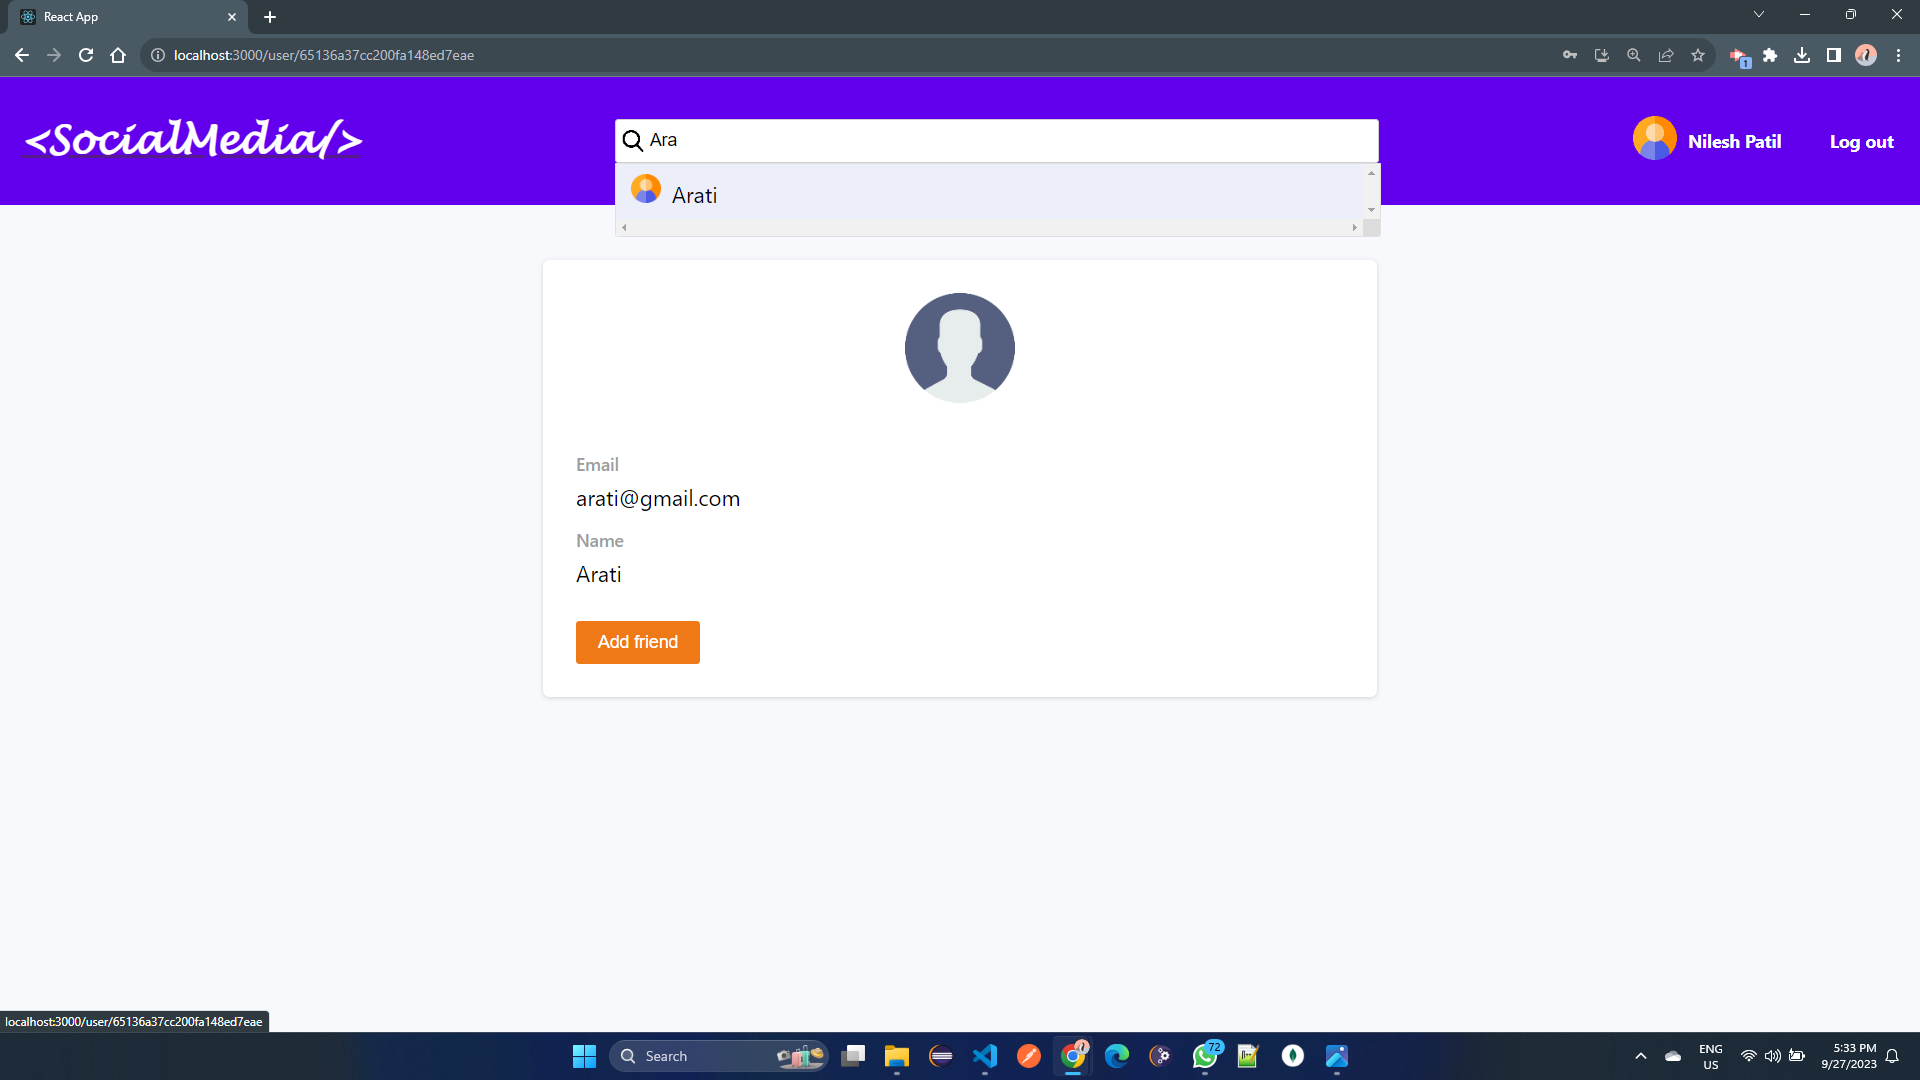 React App
localhost:3000/user/65136a37cc200fa148ed7eae
1
<SocialMedia/>
Ara
Nilesh Patil
Log out
Arati
Email
arati@gmail.com
Name
Arati
Add friend
localhost:3000/user/65136a37cc200fa148ed7eae
Search
72
ENG
US
5:33 PM
9/27/2023